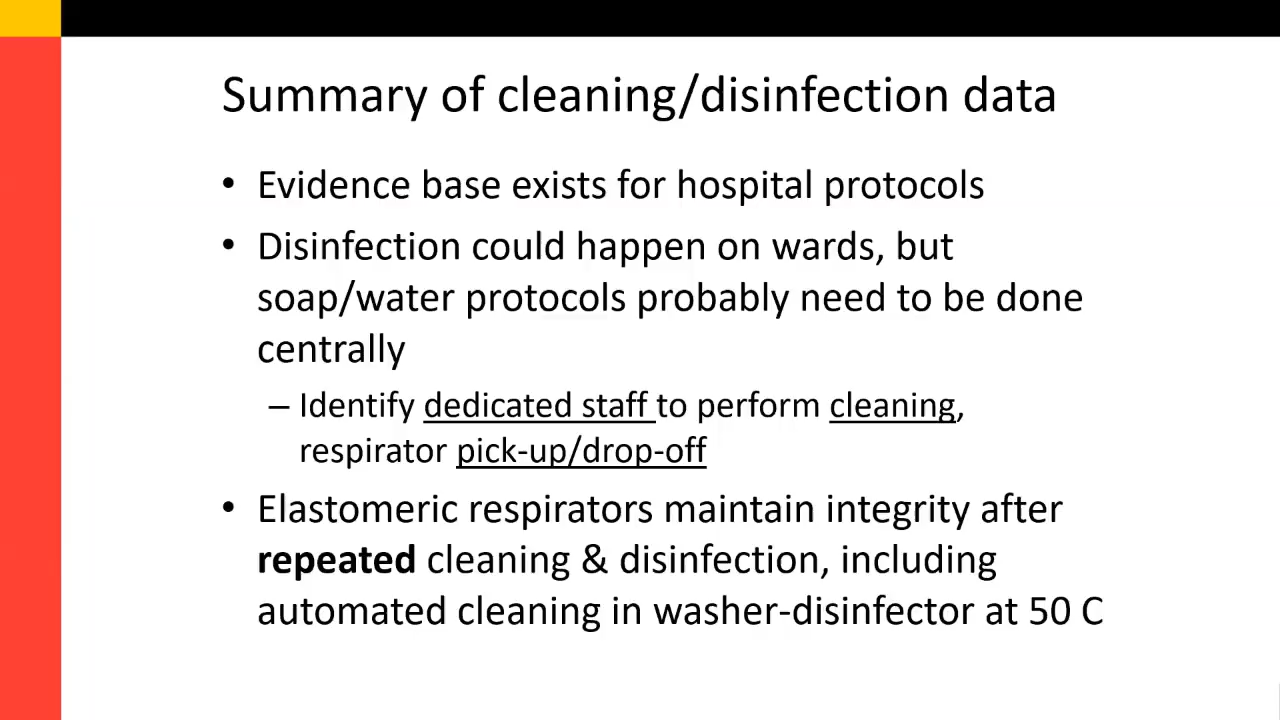 Summary of cleaning/disinfection data
• Evidence base exists for hospital protocols
• Disinfection could happen on wards, but
soap/water protocols probably need to be done
centrally
– Identify dedicated staff to perform cleaning,
respirator pick-up/drop-off
• Elastomeric respirators maintain integrity after
repeated cleaning & disinfection, including
automated cleaning in washer-disinfector at 50 C